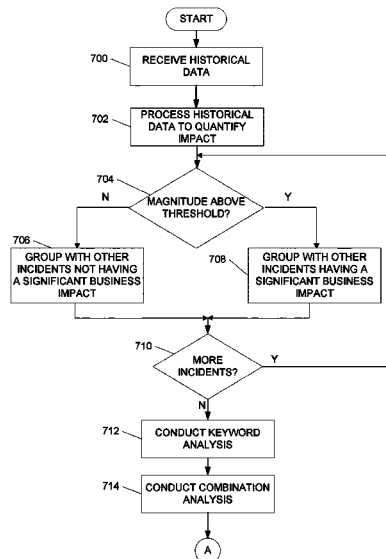 START
700
RECEIVE HISTORICAL
DATA
702
PROCESS HISTORICAL
DATA TO QUANTIFY
IMPACT
704
MAGNITUDE ABOVE
THRESHOLD?
N
Y
706
GROUP WITH OTHER
INCIDENTS NOT HAVING
A SIGNIFICANT BUSINESS
IMPACT
708
GROUP WITH OTHER
INCIDENTS HAVING A
SIGNIFICANT BUSINESS
IMPACT
710
MORE
INCIDENTS?
Y
N
712
CONDUCT KEYWORD
ANALYSIS
714
CONDUCT COMBINATION
ANALYSIS
A